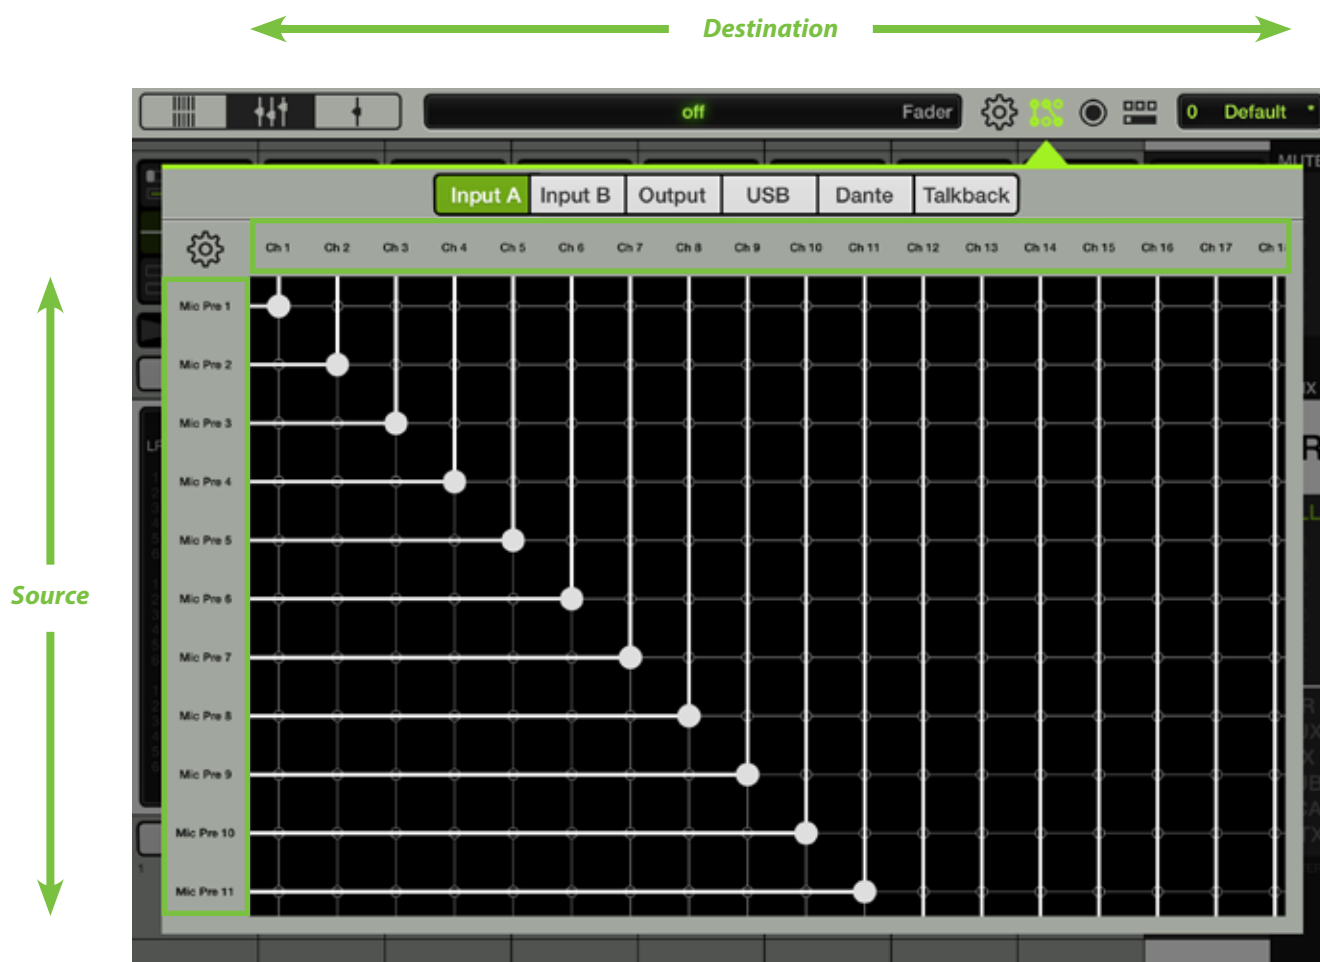 Destination
off Fader 0 Default *
MUTE
Input A Input B Output USB Dante Talkback
Ch 1 Ch 2 Ch 3 Ch 4 Ch 5 Ch 6 Ch 7 Ch 8 Ch 9 Ch 10 Ch 11 Ch 12 Ch 13 Ch 14 Ch 15 Ch 16 Ch 17
Mic Pre 1
Mic Pre 2
Mic Pre 3
Mic Pre 4
Mic Pre 5
Source
Mic Pre 6
Mic Pre 7
Mic Pre 8
Mic Pre 9
Mic Pre 10
Mic Pre 11